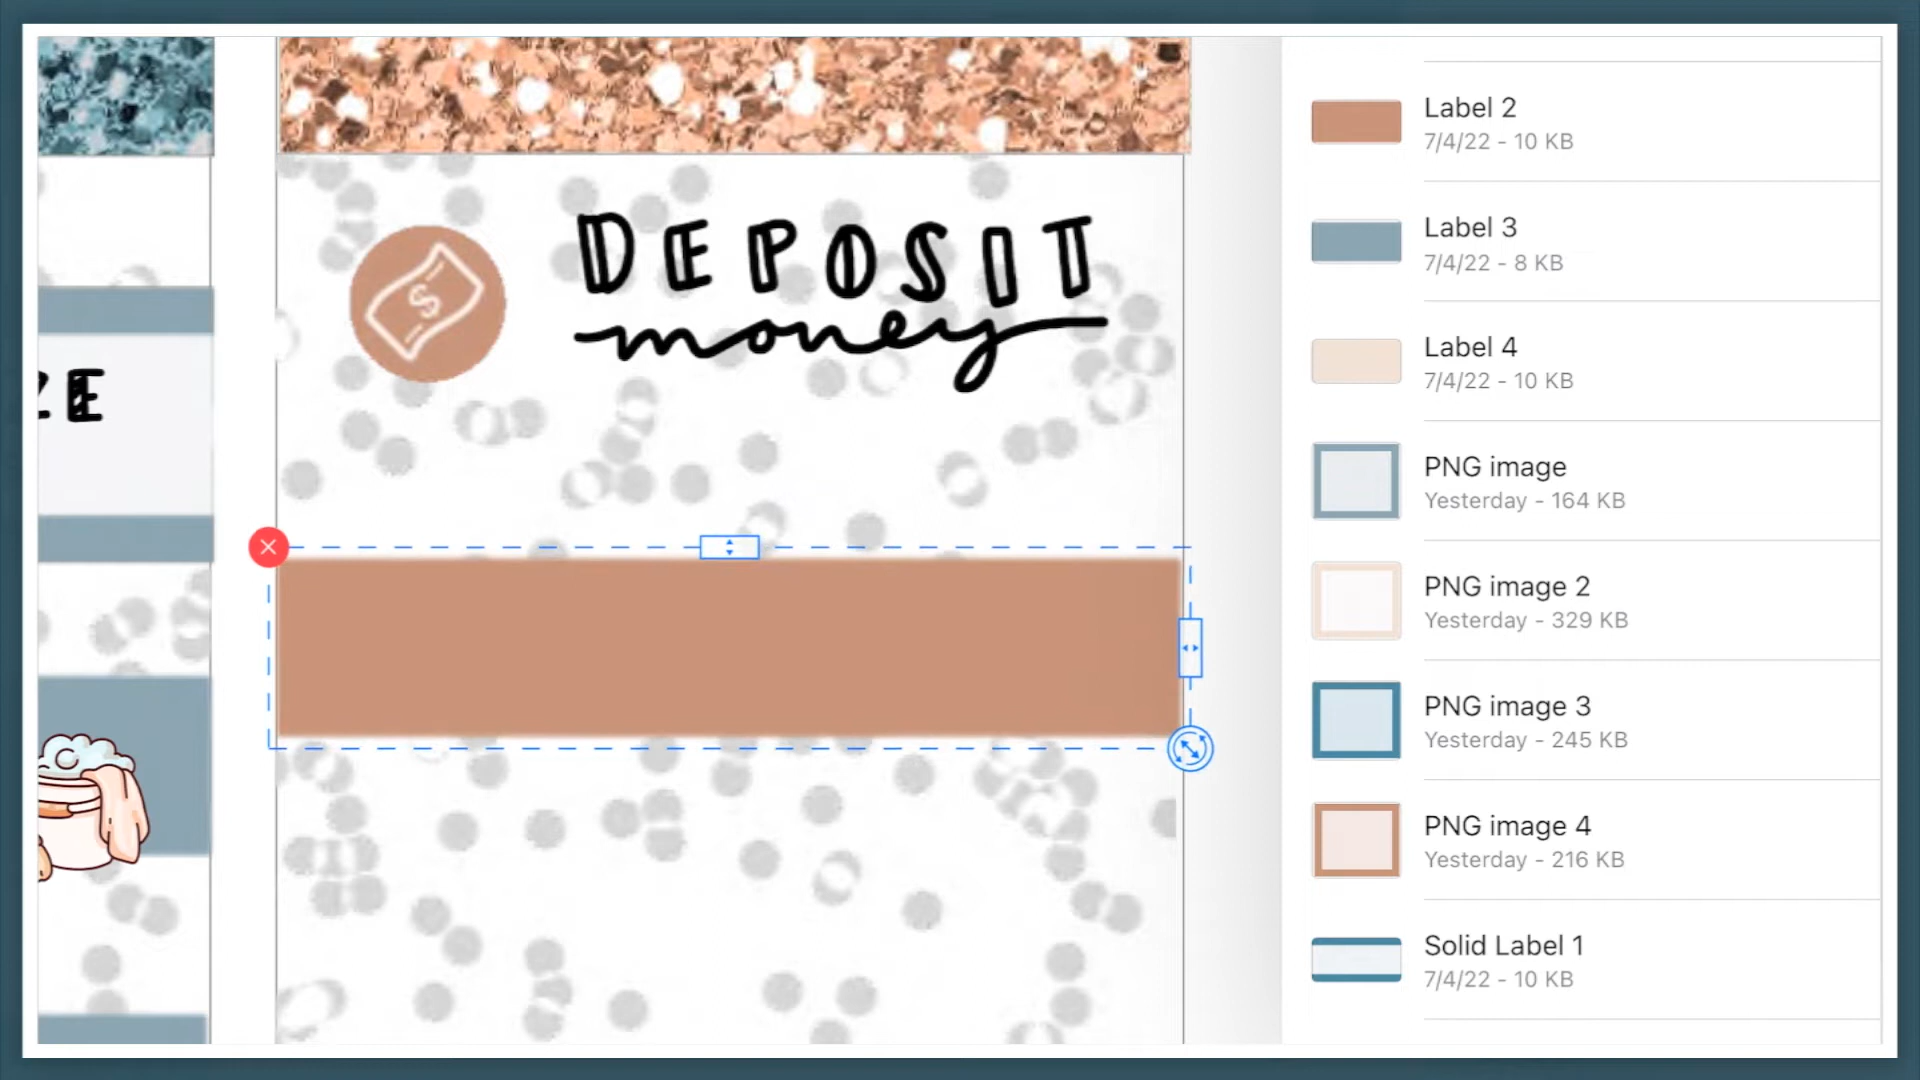 ZE
$
DEPOSIT
money
Label 2
7/4/22 - 10 KB
Label 3
7/4/22 - 8 KB
Label 4
7/4/22 - 10 KB
PNG image
Yesterday - 164 KB
PNG image 2
Yesterday - 329 KB
PNG image 3
Yesterday - 245 KB
PNG image 4
Yesterday - 216 KB
Solid Label 1
7/4/22 - 10 KB